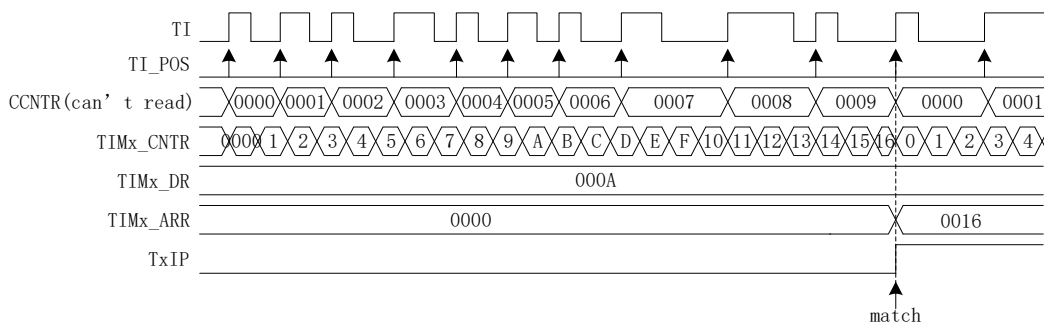 TI
TI_POS
CCNTR(can't read) 0000 0001 0002 0003 0004 0005 0006 0007 0008 0009 0000 0001
TIMx_CNTR 0000 1 2 3 4 5 6 7 8 9 A B C D E F 10 11 12 13 14 15 16 0 1 2 3 4
TIMx_DR 000A
TIMx_ARR 0000 0016
TxIP
match